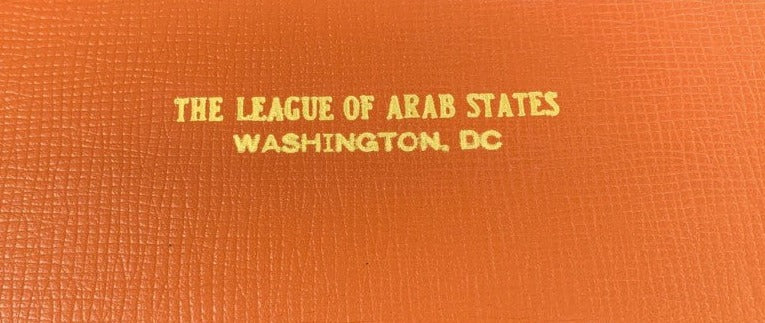 THE LEAGUE OF ARAB STATES
WASHINGTON, DC